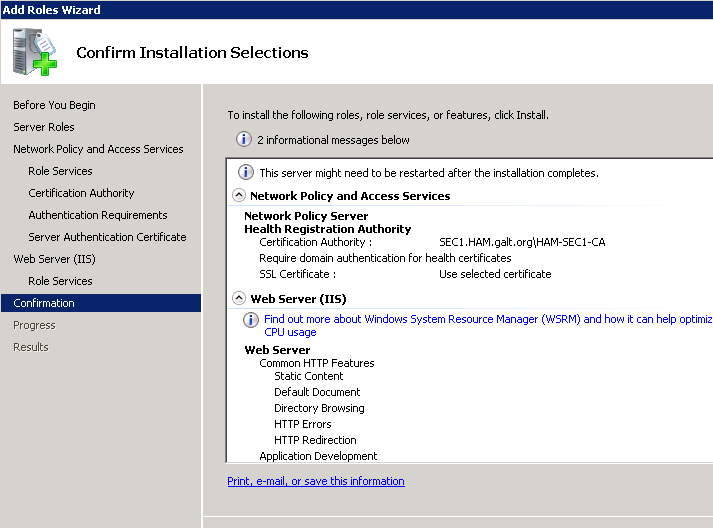 Add Roles Wizard
Confirm Installation Selections
Before You Begin
Server Roles
Network Policy and Access Services
Role Services
Certification Authority
Authentication Requirements
Server Authentication Certificate
Web Server (IIS)
Role Services
Confirmation
Progress
Results
To install the following roles, role services, or features, click Install.
2 informational messages below
This server might need to be restarted after the installation completes.
Network Policy and Access Services
Network Policy Server
Health Registration Authority
Certification Authority : SEC1.HAM.galt.org\HAM-SEC1-CA
Require domain authentication for health certificates
SSL Certificate : Use selected certificate
Web Server (IIS)
Find out more about Windows System Resource Manager (WSRM) and how it can help optimiz
CPU usage
Web Server
Common HTTP Features
Static Content
Default Document
Directory Browsing
HTTP Errors
HTTP Redirection
Application Development
Print, e-mail, or save this information